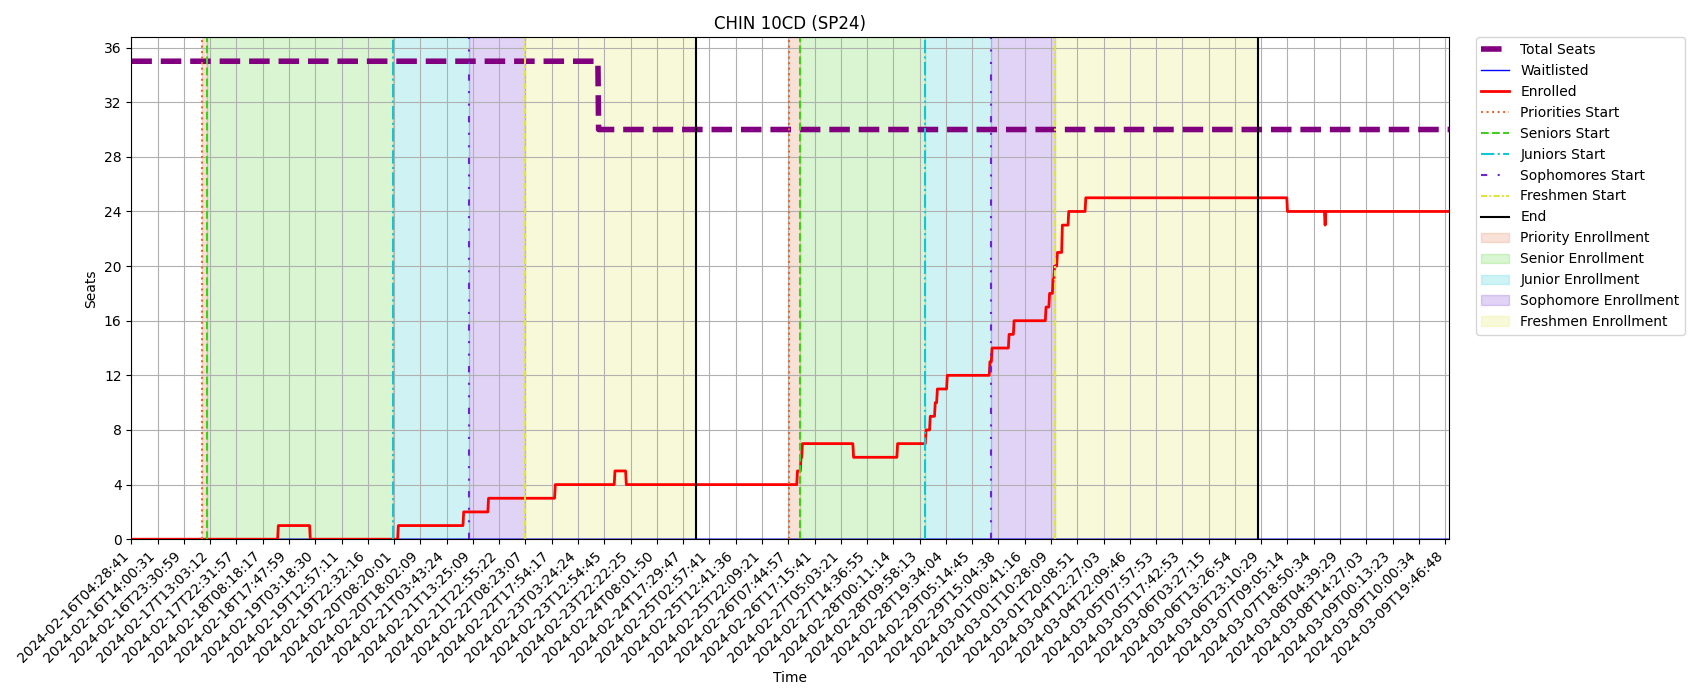 CHIN 10CD (SP24)
36
32
28
24
20
16
12
8
4
0
Seats
2024-02-16T04:28:41
2024-02-16T14:00:31
2024-02-16T23:30:59
2024-02-17T13:03:12
2024-02-17T22:31:57
2024-02-18T08:18:17
2024-02-18T17:47:59
2024-02-19T03:18:30
2024-02-19T12:57:11
2024-02-19T22:32:16
2024-02-20T08:20:01
2024-02-20T18:02:09
2024-02-21T03:43:24
2024-02-21T13:25:09
2024-02-21T22:55:22
2024-02-22T08:23:07
2024-02-22T17:54:17
2024-02-23T03:24:24
2024-02-23T12:54:45
2024-02-23T22:22:25
2024-02-24T08:01:50
2024-02-24T17:29:47
2024-02-25T02:57:41
2024-02-25T12:41:36
2024-02-25T22:09:21
2024-02-26T07:44:57
2024-02-26T17:15:41
2024-02-27T05:03:21
2024-02-27T14:36:55
2024-02-28T00:11:14
2024-02-28T09:58:13
2024-02-28T19:34:04
2024-02-29T05:14:45
2024-02-29T15:04:38
2024-03-01T00:41:16
2024-03-01T10:28:09
2024-03-01T20:08:51
2024-03-04T12:27:03
2024-03-04T22:09:46
2024-03-05T07:57:53
2024-03-05T17:42:53
2024-03-06T03:27:15
2024-03-06T13:26:54
2024-03-06T23:10:29
2024-03-07T09:05:14
2024-03-07T18:50:34
2024-03-08T04:39:29
2024-03-08T14:27:03
2024-03-09T00:13:23
2024-03-09T10:00:34
2024-03-09T19:46:48
Time
Total Seats
Waitlisted
Enrolled
Priorities Start
Seniors Start
Juniors Start
Sophomores Start
Freshmen Start
End
Priority Enrollment
Senior Enrollment
Junior Enrollment
Sophomore Enrollment
Freshmen Enrollment